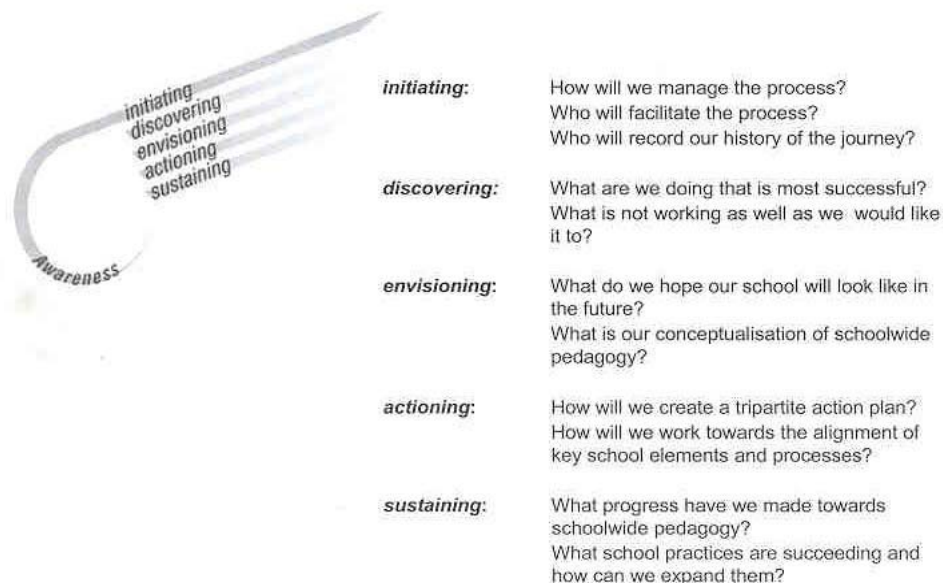 initiating
discovering
envisioning
actioning
sustaining
Awareness
initiating: How will we manage the process?
Who will facilitate the process?
Who will record our history of the journey?
discovering: What are we doing that is most successful?
What is not working as well as we would like
it to?
envisioning: What do we hope our school will look like in
the future?
What is our conceptualisation of schoolwide
pedagogy?
actioning: How will we create a tripartite action plan?
How will we work towards the alignment of
key school elements and processes?
sustaining: What progress have we made towards
schoolwide pedagogy?
What school practices are succeeding and
how can we expand them?